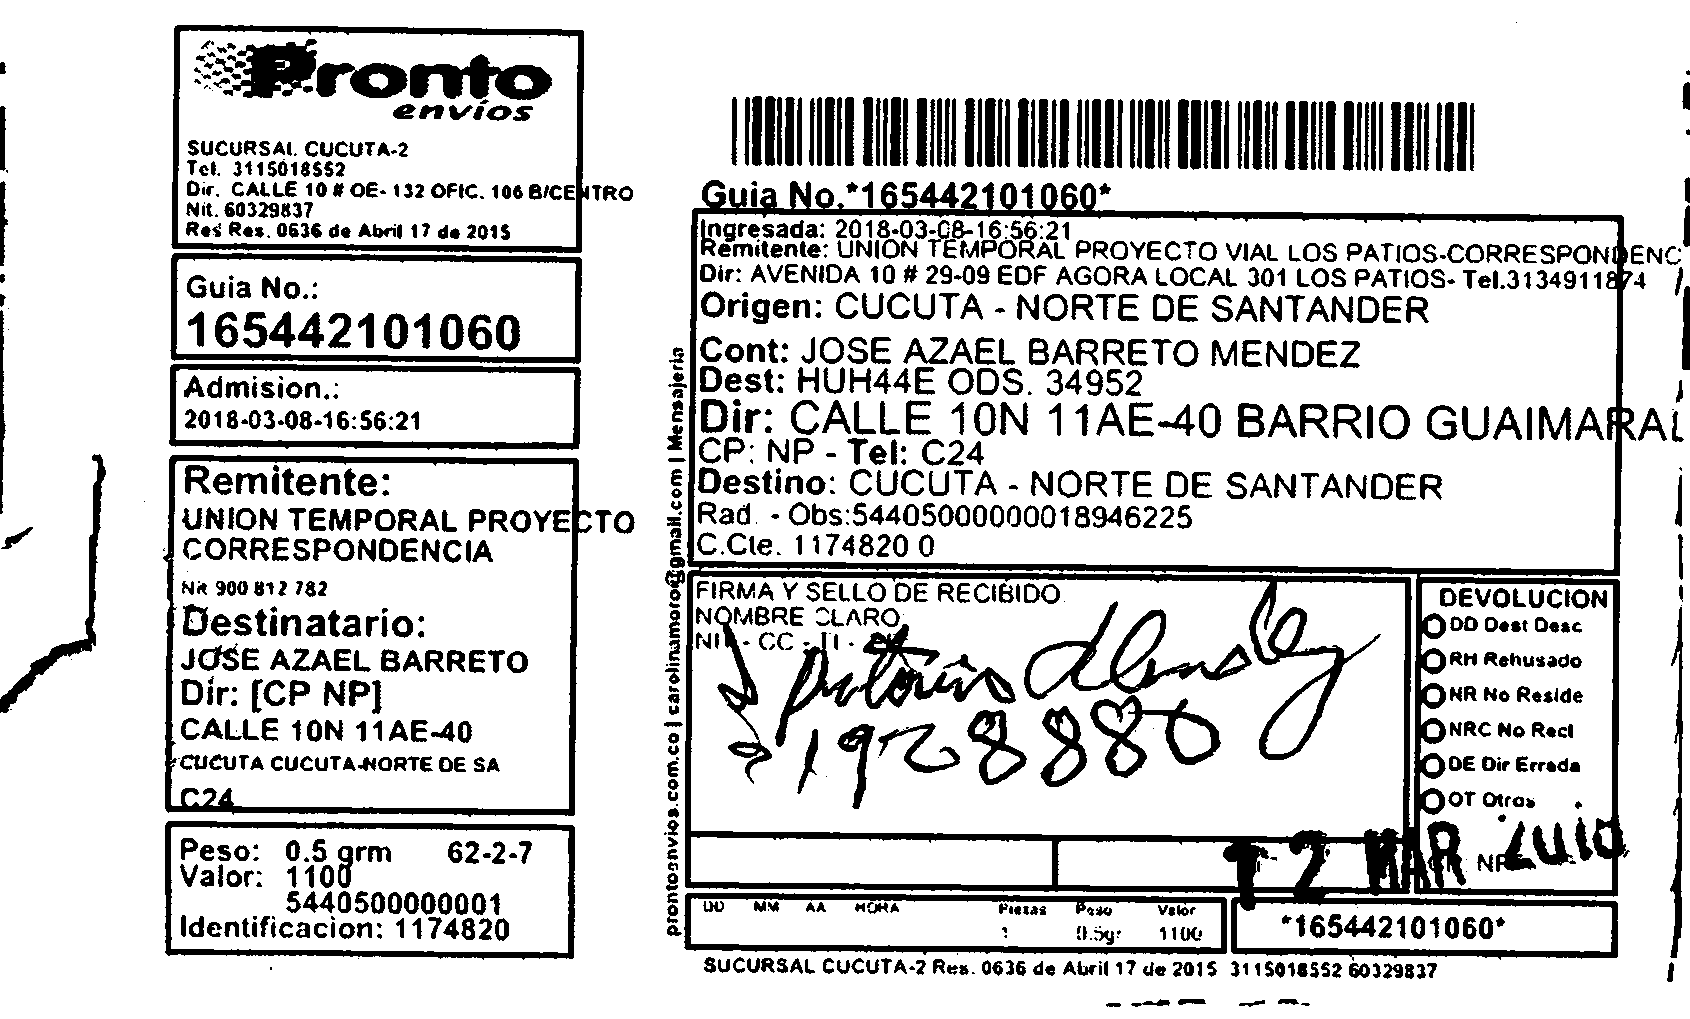 Pronto
envíos
SUCURSAL CUCUTA-2
Tel. 3115018552
Dir. CALLE 10 # OE- 132 OFIC. 106 B/CENTRO
Nit. 60329837
Res Res. 0636 de Abril 17 de 2015
Guia No.:
165442101060
Admision.:
2018-03-08-16:56:21
Remitente:
UNION TEMPORAL PROYECTO
CORRESPONDENCIA
Nit 900 812 782
Destinatario:
JOSE AZAEL BARRETO
Dir: [CP NP]
CALLE 10N 11AE-40
CUCUTA CUCUTA-NORTE DE SA
C24
Peso: 0.5 grm 62-2-7
Valor: 1100
5440500000001
Identificacion: 1174820
prontoenvios.com.co | carolinamoro@gmail.com | Mensajeria
Guia No.*165442101060*
Ingresada: 2018-03-08-16:56:21
Remitente: UNION TEMPORAL PROYECTO VIAL LOS PATIOS-CORRESPONDENC
Dir: AVENIDA 10 # 29-09 EDF AGORA LOCAL 301 LOS PATIOS- Tel.3134911874
Origen: CUCUTA - NORTE DE SANTANDER
Cont: JOSE AZAEL BARRETO MENDEZ
Dest: HUH44E ODS. 34952
Dir: CALLE 10N 11AE-40 BARRIO GUAIMARAL
CP: NP - Tel: C24
Destino: CUCUTA - NORTE DE SANTANDER
Rad. - Obs:54405000000018946225
C.Cte. 1174820 0
FIRMA Y SELLO DE RECIBIDO
NOMBRE CLARO
NIT - CC - TI -
1928880
DEVOLUCION
DD Dest Desc
RH Rehusado
NR No Reside
NRC No Recl
DE Dir Errada
OT Otros
12 MAR
DD MM AA HORA Piezas Peso Valor
1 0.5gr 1100
*165442101060*
SUCURSAL CUCUTA-2 Res. 0636 de Abril 17 de 2015 3115018552 60329837